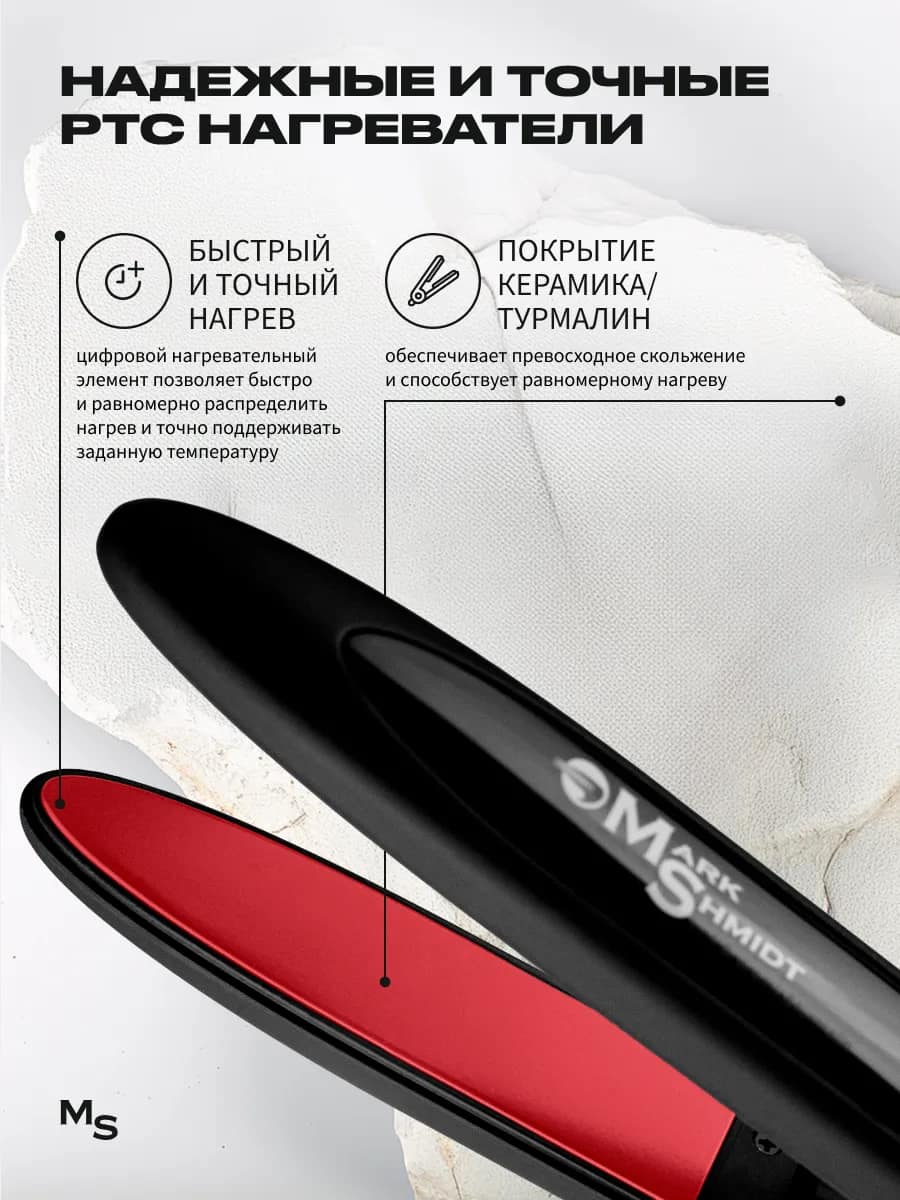 НАДЕЖНЫЕ И ТОЧНЫЕ
PTC НАГРЕВАТЕЛИ
БЫСТРЫЙ
И ТОЧНЫЙ
НАГРЕВ
цифровой нагревательный
элемент позволяет быстро
и равномерно распределить
нагрев и точно поддерживать
заданную температуру
ПОКРЫТИЕ
КЕРАМИКА/
ТУРМАЛИН
обеспечивает превосходное скольжение
и способствует равномерному нагреву
MARK
SHMIDT
MS